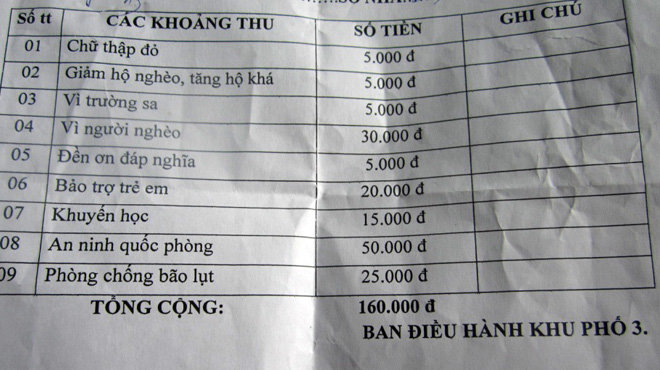 Số tt CÁC KHOẢNG THU SỐ TIỀN GHI CHÚ
01 Chữ thập đỏ 5.000 đ
02 Giảm hộ nghèo, tăng hộ khá 5.000 đ
03 Vì trường sa 5.000 đ
04 Vì người nghèo 30.000 đ
05 Đền ơn đáp nghĩa 5.000 đ
06 Bảo trợ trẻ em 20.000 đ
07 Khuyến học 15.000 đ
08 An ninh quốc phòng 50.000 đ
09 Phòng chống bão lụt 25.000 đ
TỔNG CỘNG: 160.000 đ
BAN ĐIỀU HÀNH KHU PHỐ 3.